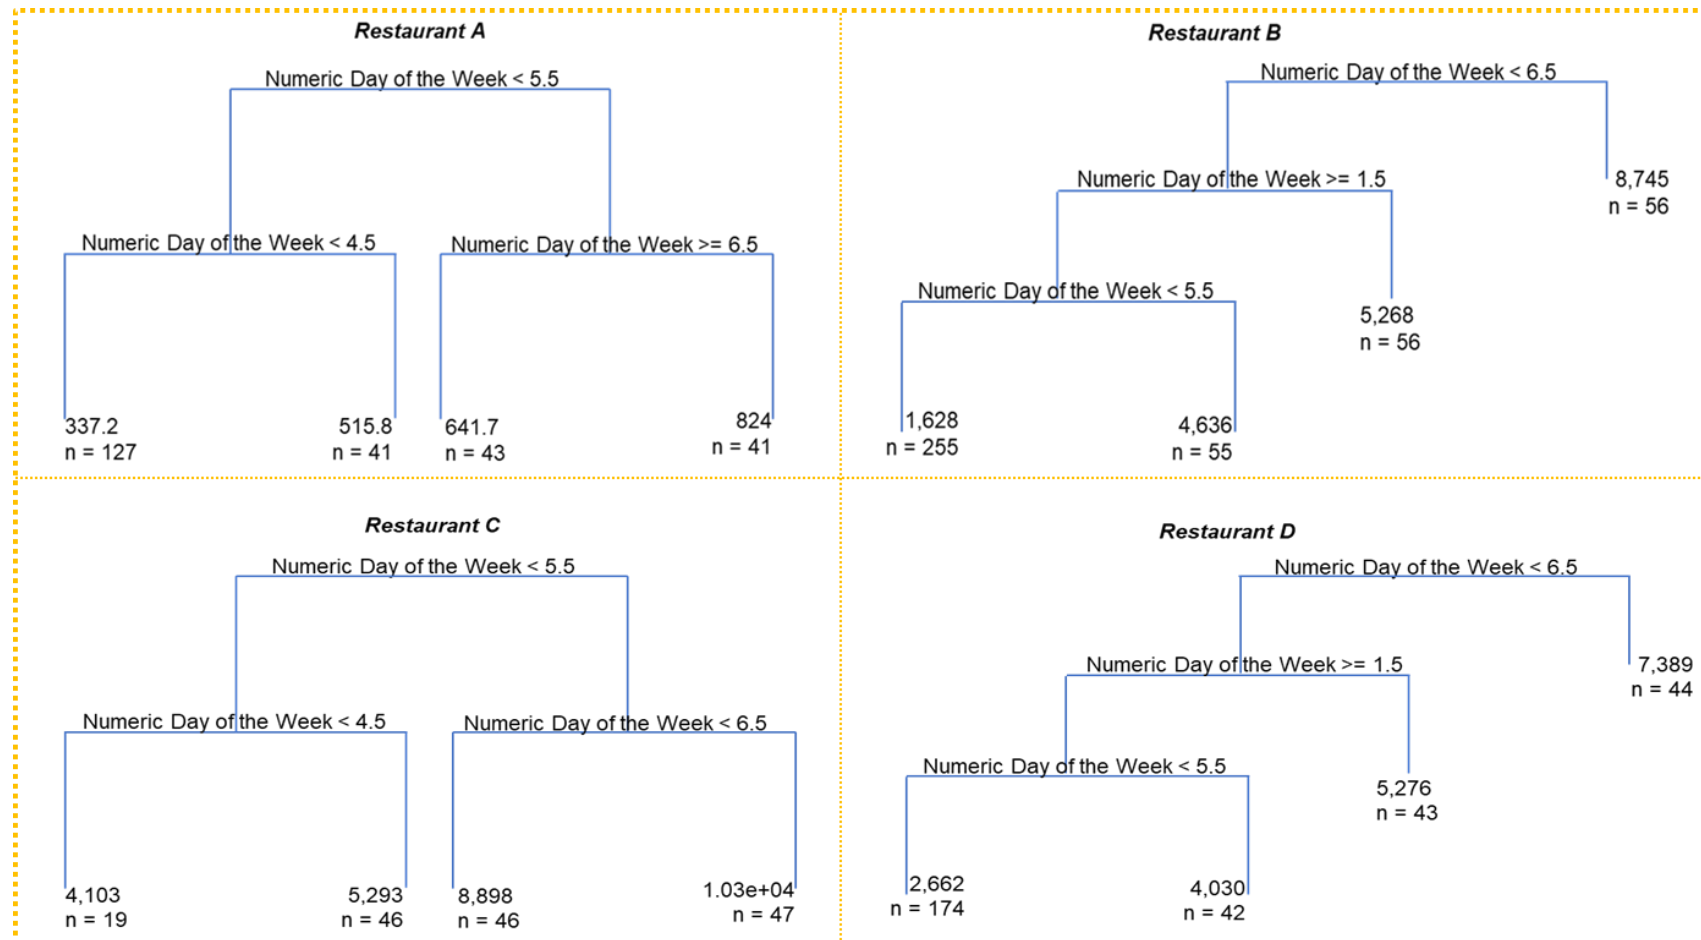 Restaurant A
Numeric Day of the Week < 5.5
Numeric Day of the Week < 4.5
Numeric Day of the Week >= 6.5
337.2
n = 127
515.8
n = 41
641.7
n = 43
824
n = 41
Restaurant B
Numeric Day of the Week < 6.5
8,745
n = 56
Numeric Day of the Week >= 1.5
5,268
n = 56
Numeric Day of the Week < 5.5
1,628
n = 255
4,636
n = 55
Restaurant C
Numeric Day of the Week < 5.5
Numeric Day of the Week < 4.5
Numeric Day of the Week < 6.5
4,103
n = 19
5,293
n = 46
8,898
n = 46
1.03e+04
n = 47
Restaurant D
Numeric Day of the Week < 6.5
7,389
n = 44
Numeric Day of the Week >= 1.5
5,276
n = 43
Numeric Day of the Week < 5.5
2,662
n = 174
4,030
n = 42